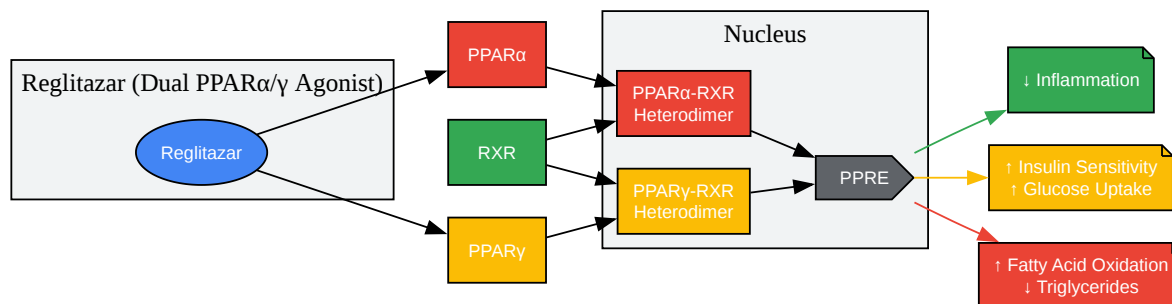 Reglitazar (Dual PPARα/γ Agonist)
Reglitazar
PPARα
RXR
PPARγ
Nucleus
PPARα-RXR
Heterodimer
PPARγ-RXR
Heterodimer
PPRE
↓ Inflammation
↑ Insulin Sensitivity
↑ Glucose Uptake
↑ Fatty Acid Oxidation
↓ Triglycerides